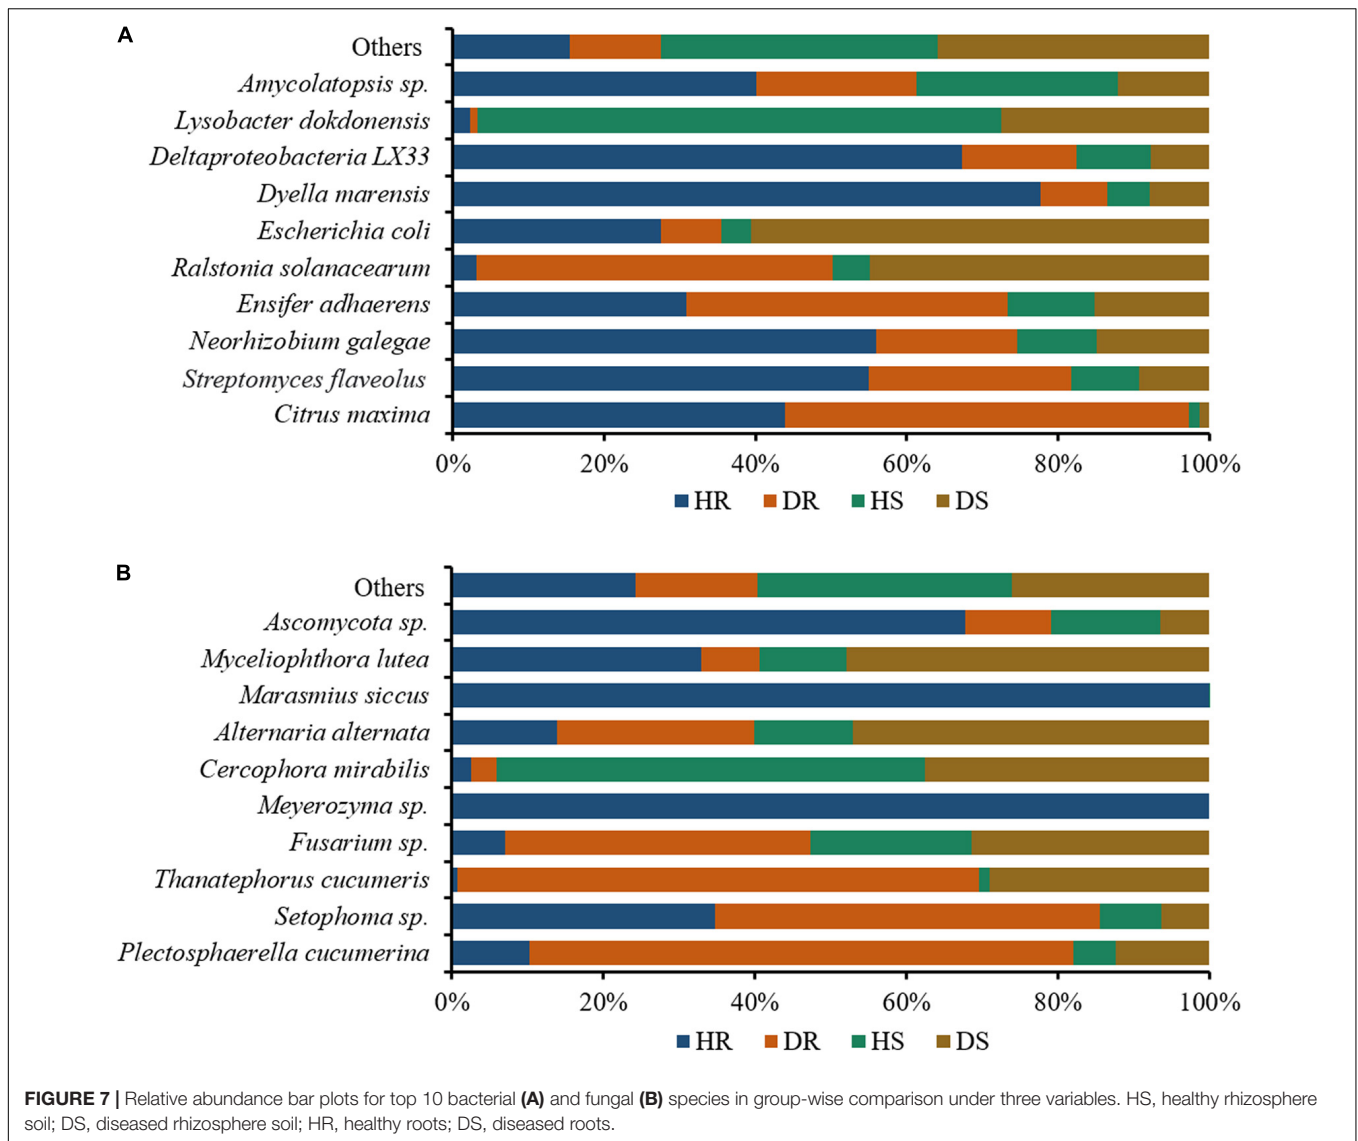 A
Others
Amycolatopsis sp.
Lysobacter dokdonensis
Deltaproteobacteria LX33
Dyella marensis
Escherichia coli
Ralstonia solanacearum
Ensifer adhaerens
Neorhizobium galegae
Streptomyces flaveolus
Citrus maxima
0% 20% 40% 60% 80% 100%
HR DR HS DS
B
Others
Ascomycota sp.
Myceliophthora lutea
Marasmius siccus
Alternaria alternata
Cercophora mirabilis
Meyerozyma sp.
Fusarium sp.
Thanatephorus cucumeris
Setophoma sp.
Plectosphaerella cucumerina
0% 20% 40% 60% 80% 100%
HR DR HS DS
FIGURE 7 | Relative abundance bar plots for top 10 bacterial (A) and fungal (B) species in group-wise comparison under three variables. HS, healthy rhizosphere
soil; DS, diseased rhizosphere soil; HR, healthy roots; DS, diseased roots.